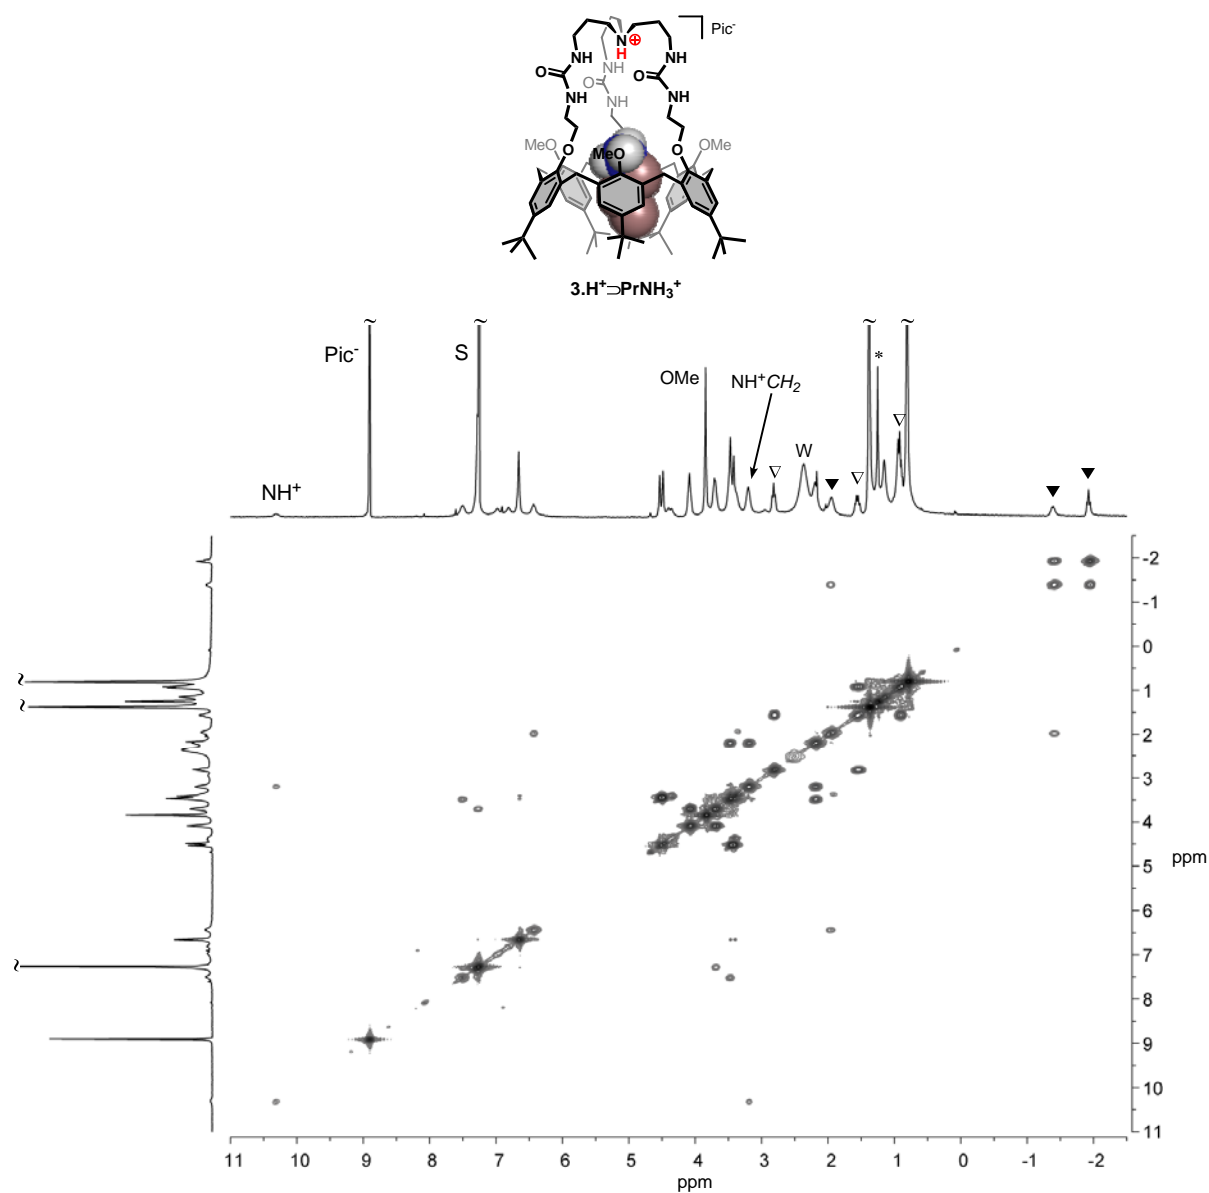 Pic-
N⊕
H
NH
NH
NH
O
O
O
NH
NH
NH
MeO
O
MeO
O
OMe
3.H+⊃PrNH3+
~ ~ ~ ~
Pic-
S
OMe
NH+CH2
*
W
NH+
-2
-1
0
1
2
3
4
5
6
7
8
9
10
11
ppm
11 10 9 8 7 6 5 4 3 2 1 0 -1 -2
ppm